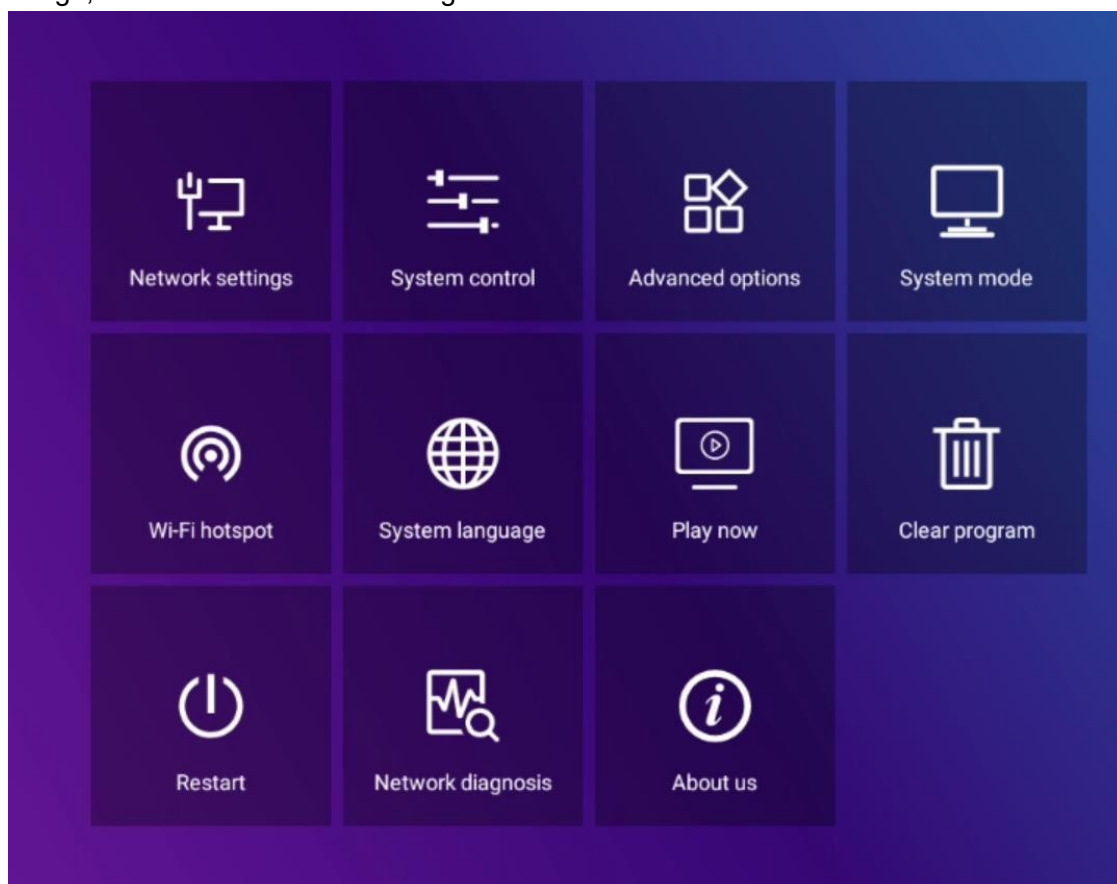 Network settings
System control
Advanced options
System mode
Wi-Fi hotspot
System language
Play now
Clear program
Restart
Network diagnosis
About us